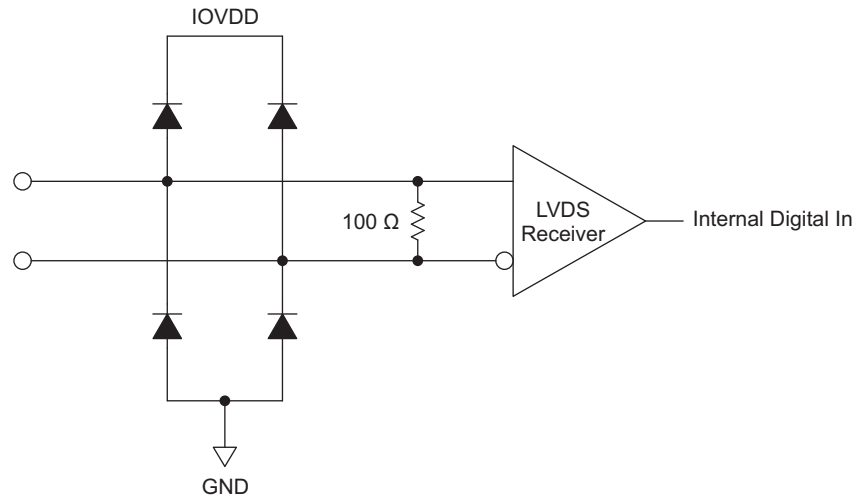 IOVDD
100 Ω
LVDS
Receiver
Internal Digital In
GND